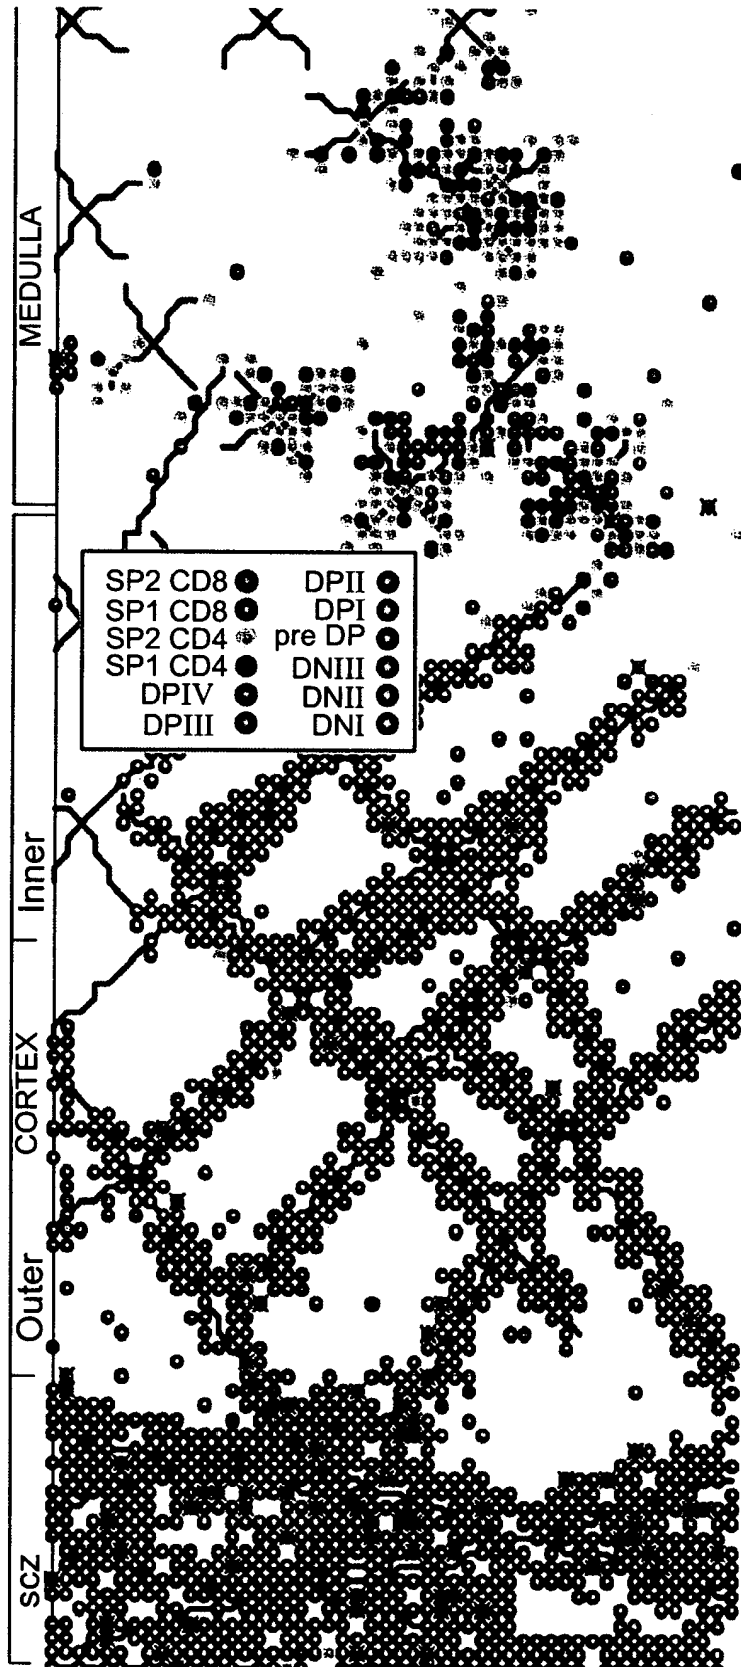 MEDULLA
SP2 CD8
DPII
SP1 CD8
DPI
SP2 CD4
pre DP
SP1 CD4
DNIII
DPIV
DNII
DPIII
DNI
Inner
CORTEX
Outer
SCZ